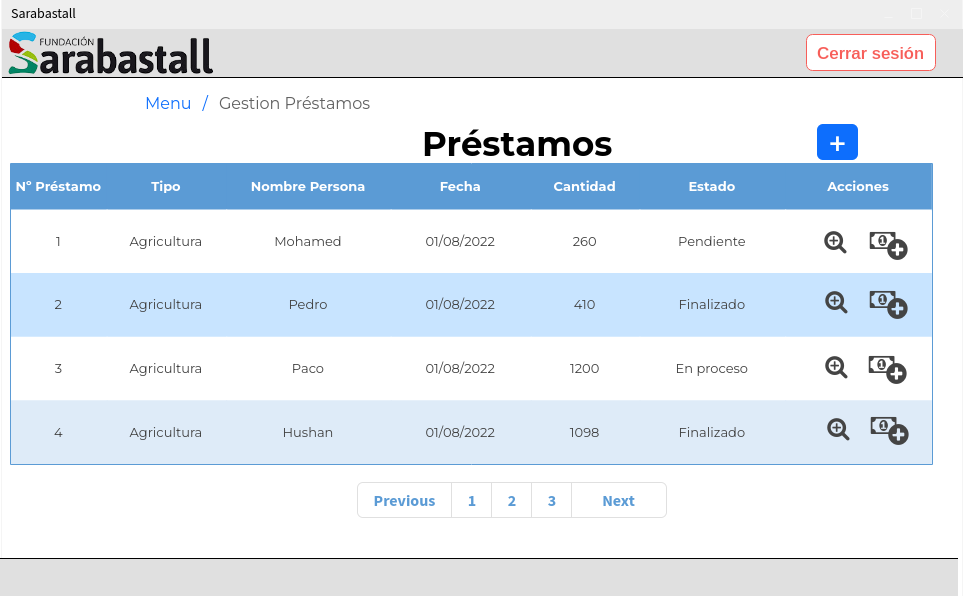 Sarabastall
FUNDACIÓN
Sarabastall
Cerrar sesión
Menu / Gestion Préstamos
Préstamos
+
Nº Préstamo Tipo Nombre Persona Fecha Cantidad Estado Acciones
1 Agricultura Mohamed 01/08/2022 260 Pendiente
2 Agricultura Pedro 01/08/2022 410 Finalizado
3 Agricultura Paco 01/08/2022 1200 En proceso
4 Agricultura Hushan 01/08/2022 1098 Finalizado
Previous 1 2 3 Next